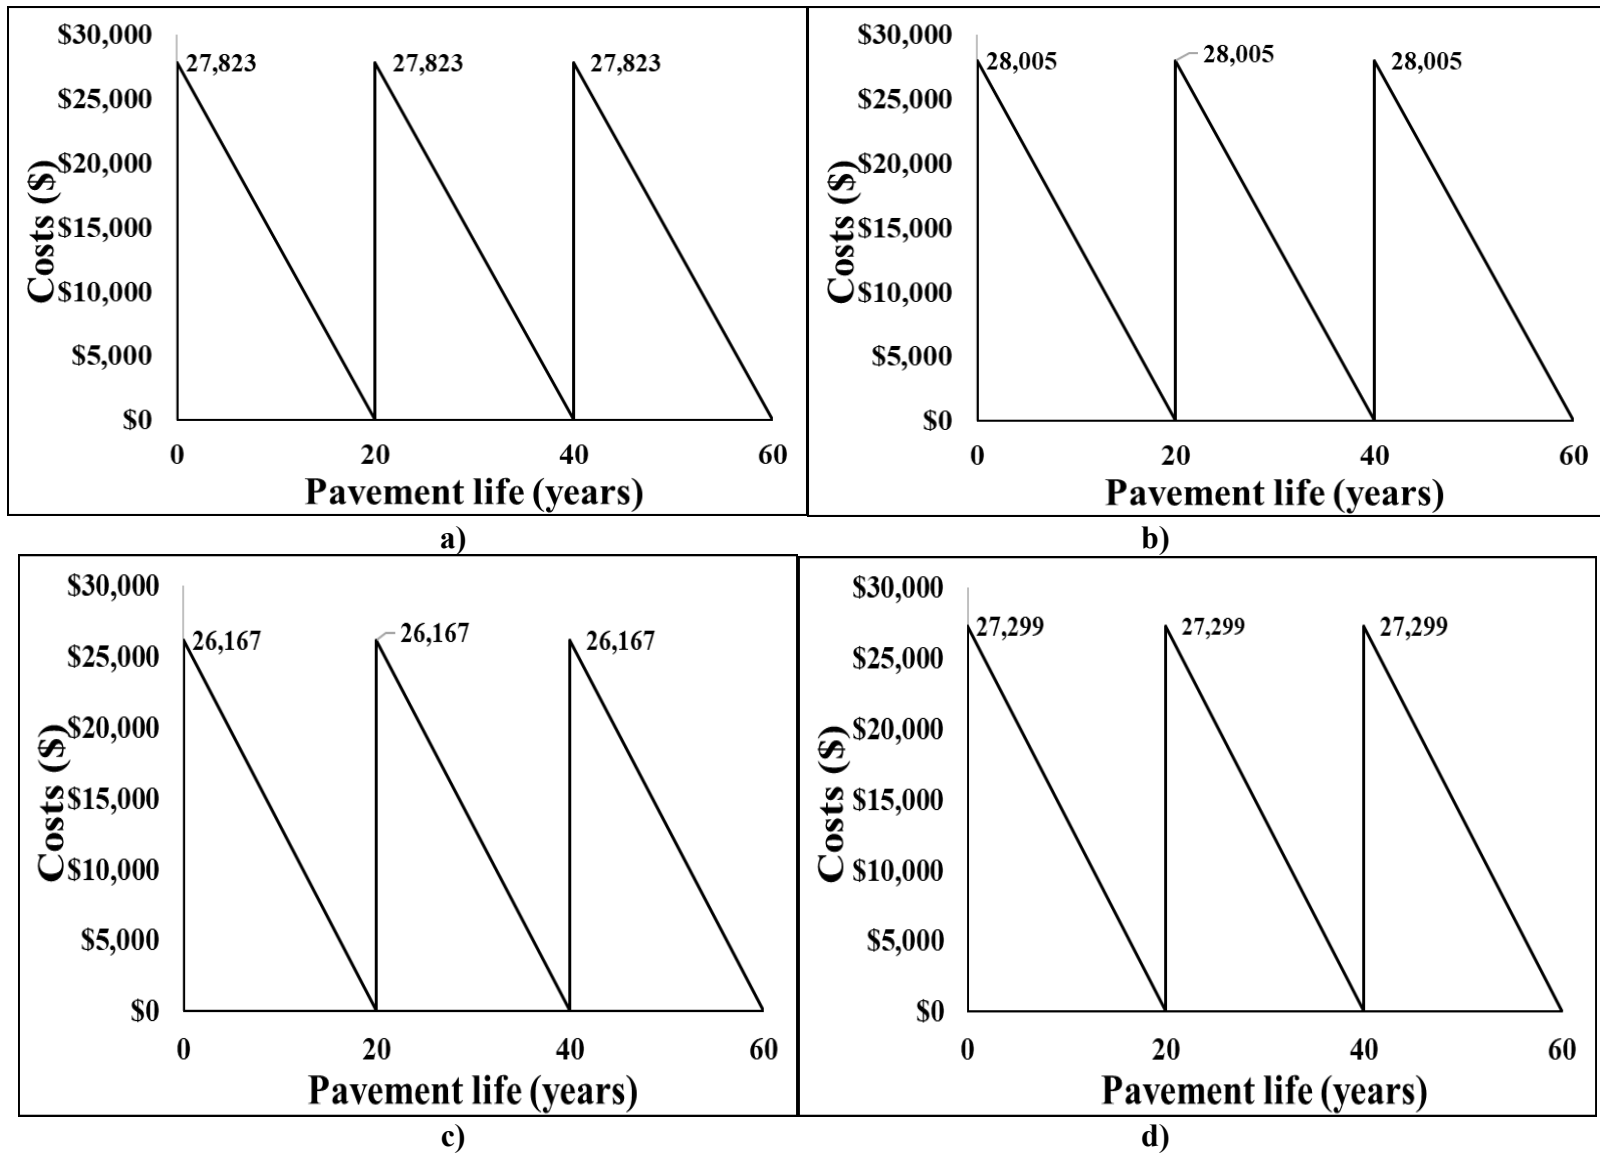 $30,000
27,823 27,823 27,823
$25,000
$20,000
$15,000
$10,000
$5,000
$0
Costs ($)
0 20 40 60
Pavement life (years)
a)
$30,000
28,005 28,005 28,005
$25,000
$20,000
$15,000
$10,000
$5,000
$0
Costs ($)
0 20 40 60
Pavement life (years)
b)
$30,000
26,167 26,167 26,167
$25,000
$20,000
$15,000
$10,000
$5,000
$0
Costs ($)
0 20 40 60
Pavement life (years)
c)
$30,000
27,299 27,299 27,299
$25,000
$20,000
$15,000
$10,000
$5,000
$0
Costs ($)
0 20 40 60
Pavement life (years)
d)